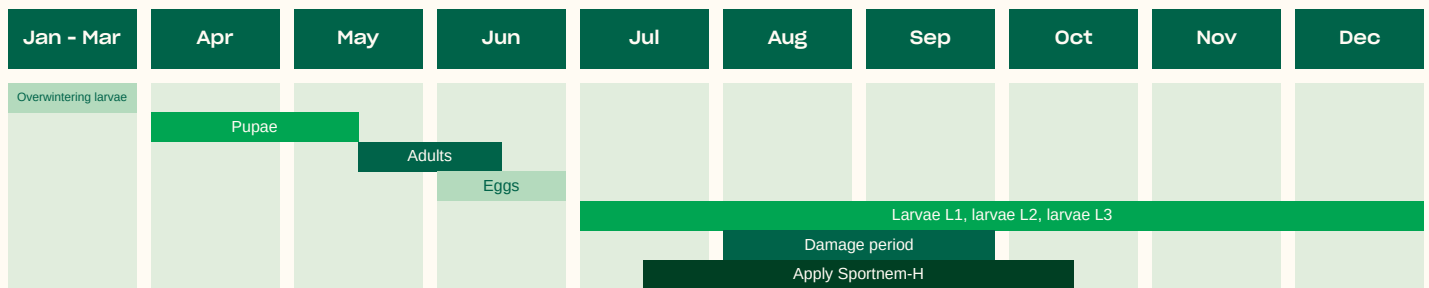 Jan - Mar
Apr
May
Jun
Jul
Aug
Sep
Oct
Nov
Dec
Overwintering larvae
Pupae
Adults
Eggs
Larvae L1, larvae L2, larvae L3
Damage period
Apply Sportnem-H